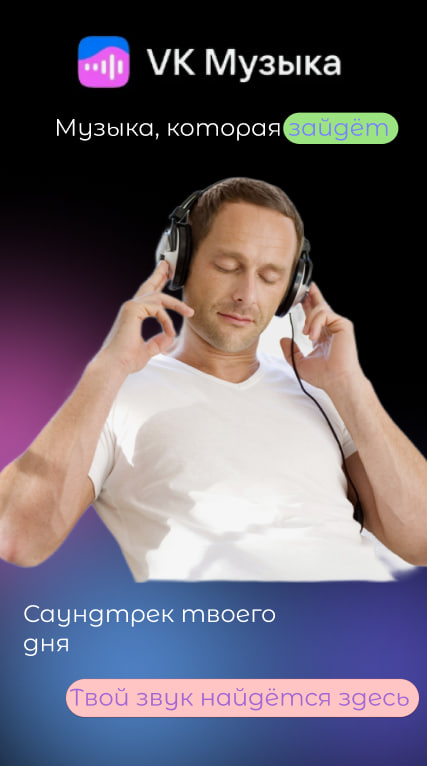 VK Музыка
Музыка, которая зайдёт
Саундтрек твоего
дня
Твой звук найдётся здесь